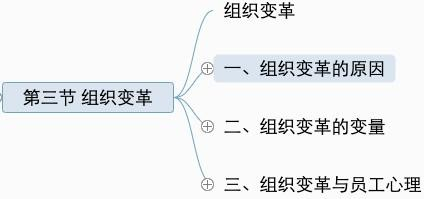 组织变革
一、组织变革的原因
第三节 组织变革
二、组织变革的变量
三、组织变革与员工心理